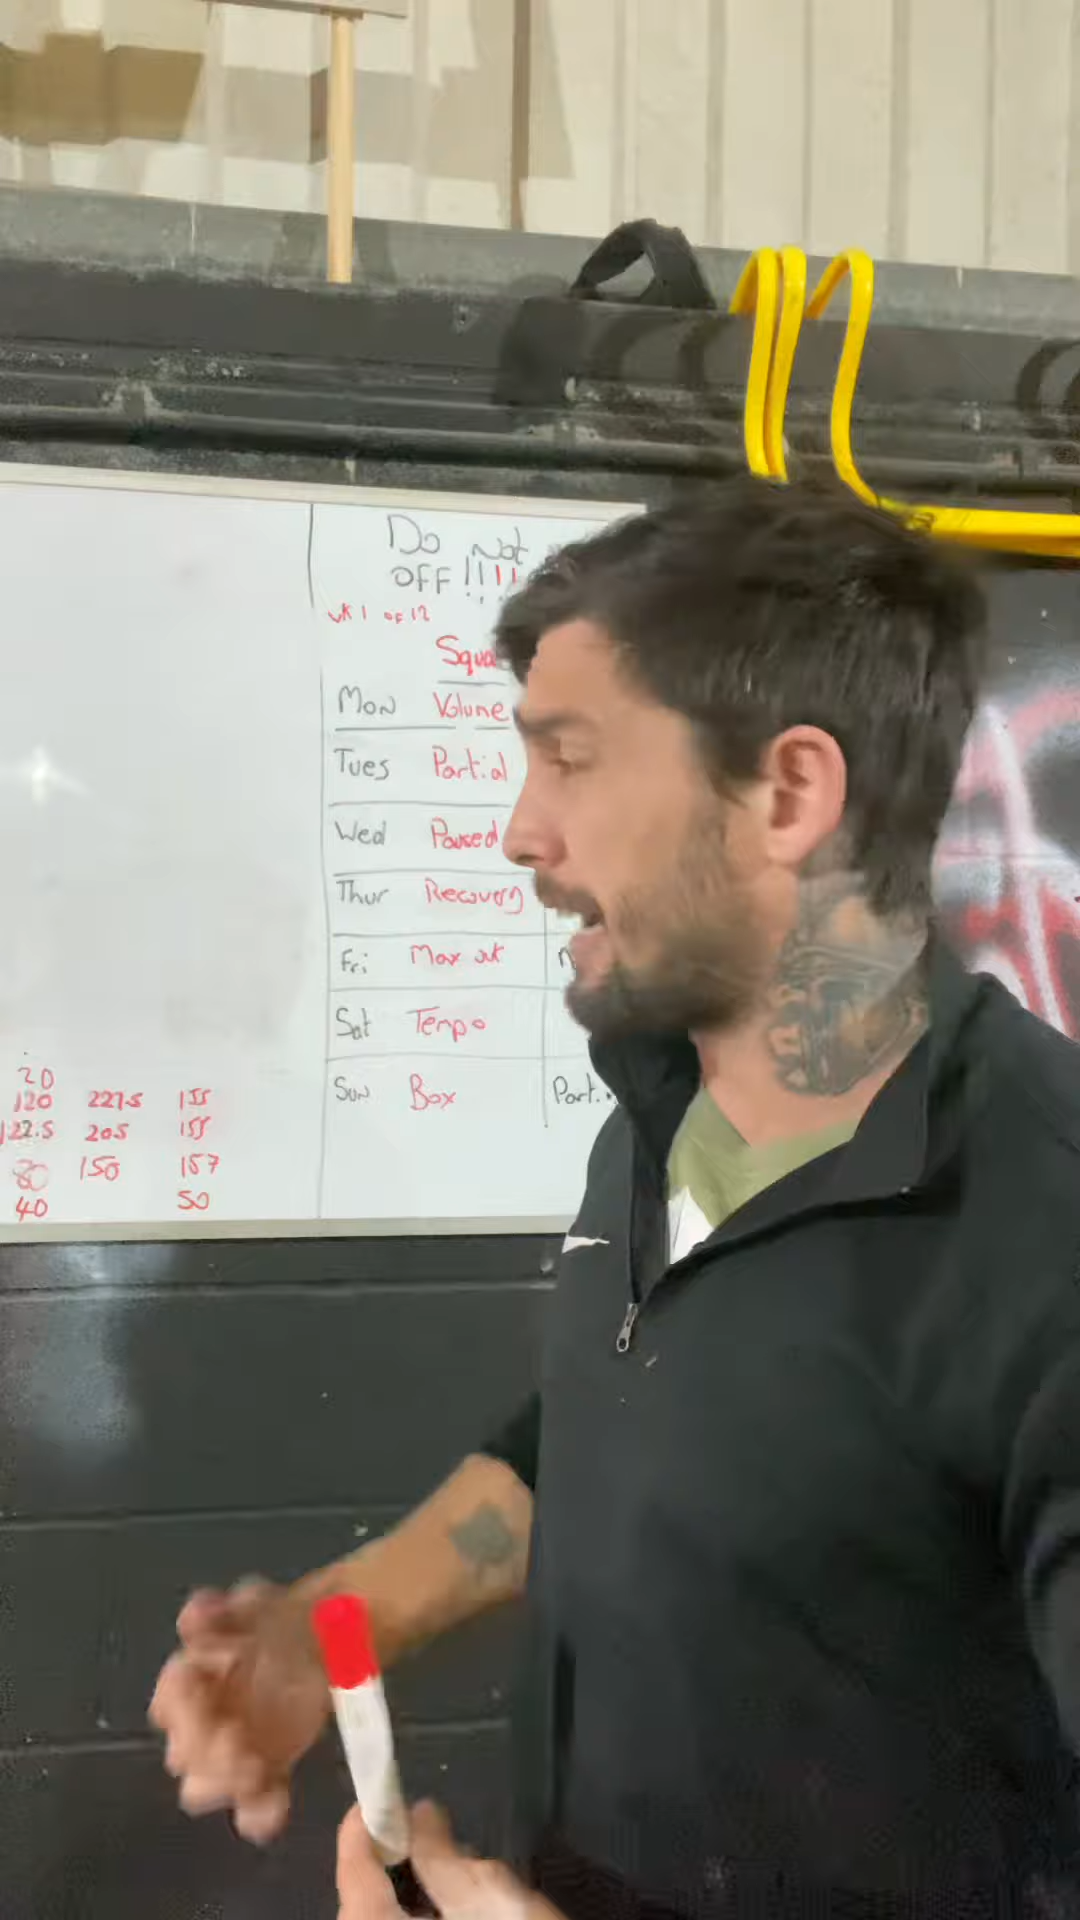 Do Not
OFF !!!!
wk 1 of 12
Squa
Mon Volume
Tues Partial
Wed Paused
Thur Recovery
Fri Max out
Sat Tempo
Sun Box Part.
20
120 227.5 155
122.5 205 155
80 150 157
40 50